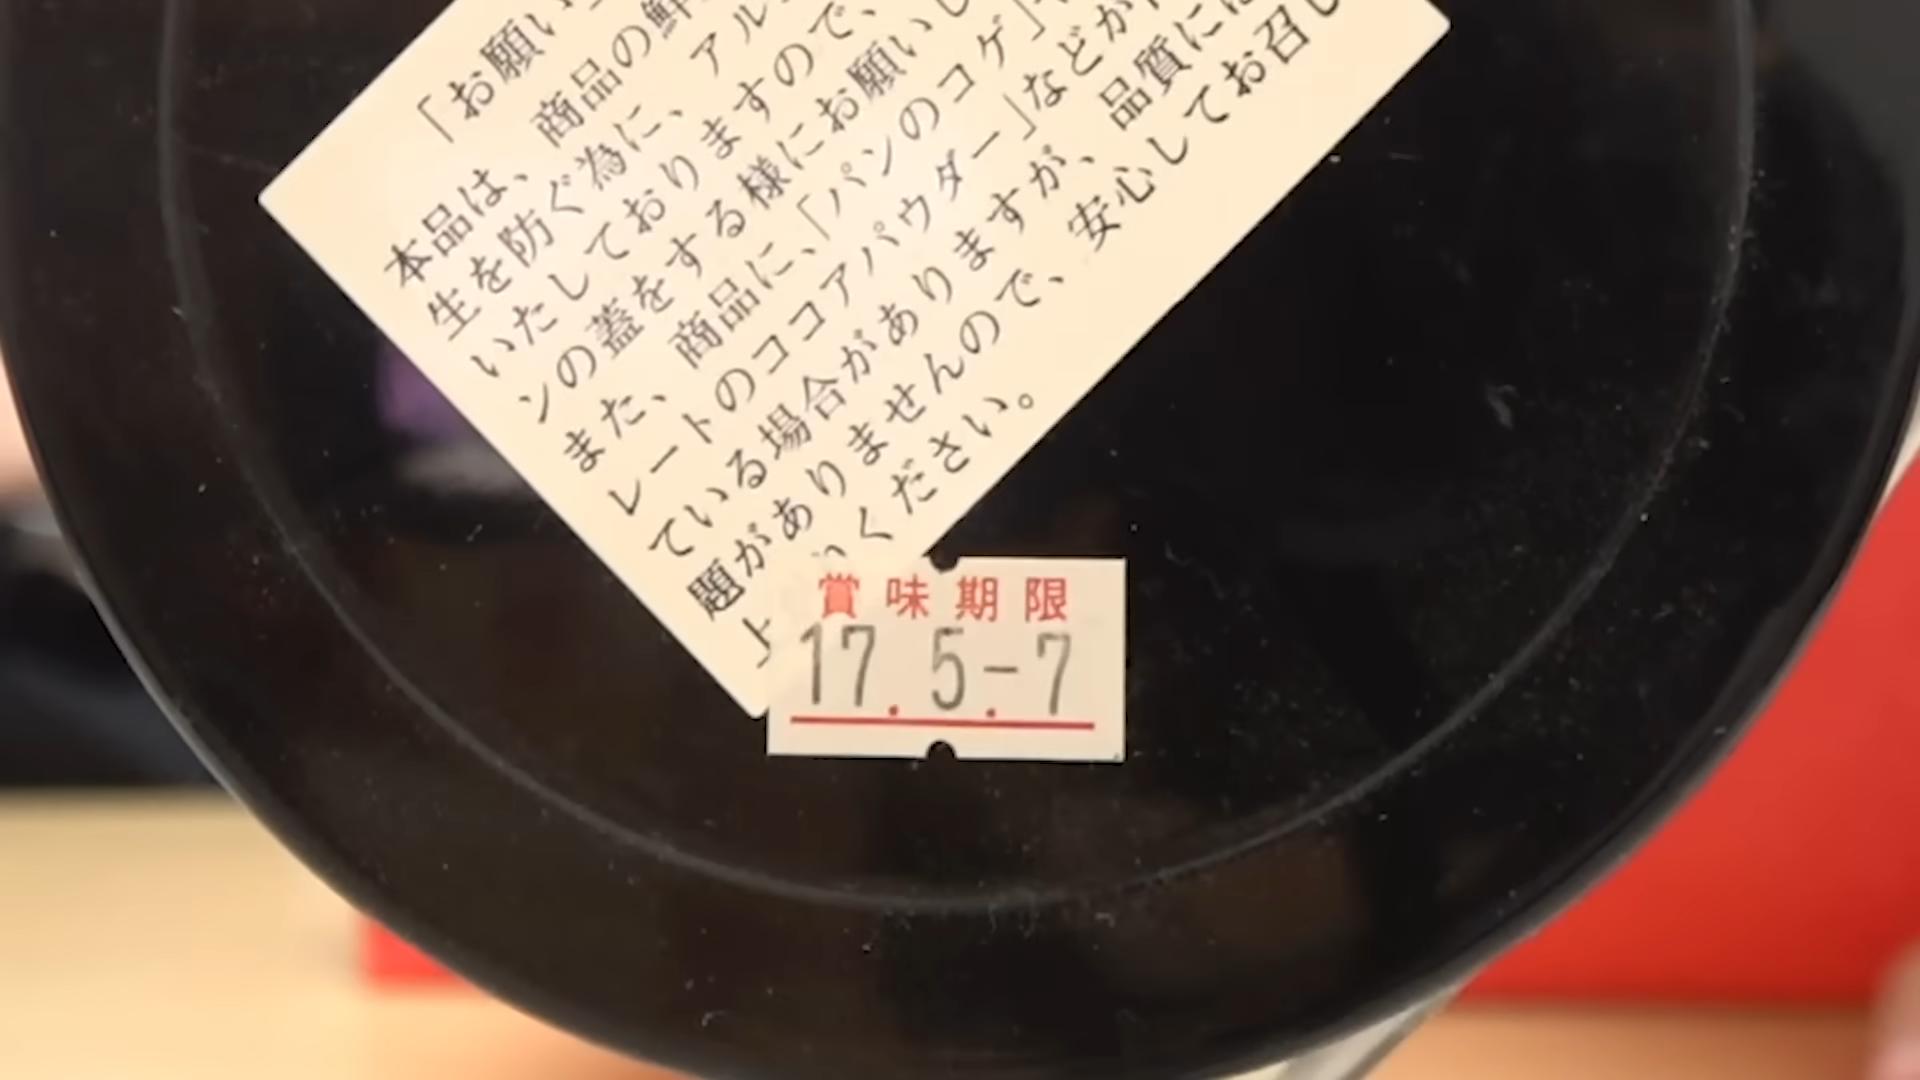 「お願い
本品は、商品の鮮
生を防ぐ為に、アル
いたしておりますので、
ンの蓋をする様にお願いし
また、商品に、「パンのコゲ」
レートのココアパウダー」などが
ている場合がありますが、品質には
題がありませんので、安心してお召し
上 くください。
賞味期限
17. 5-7